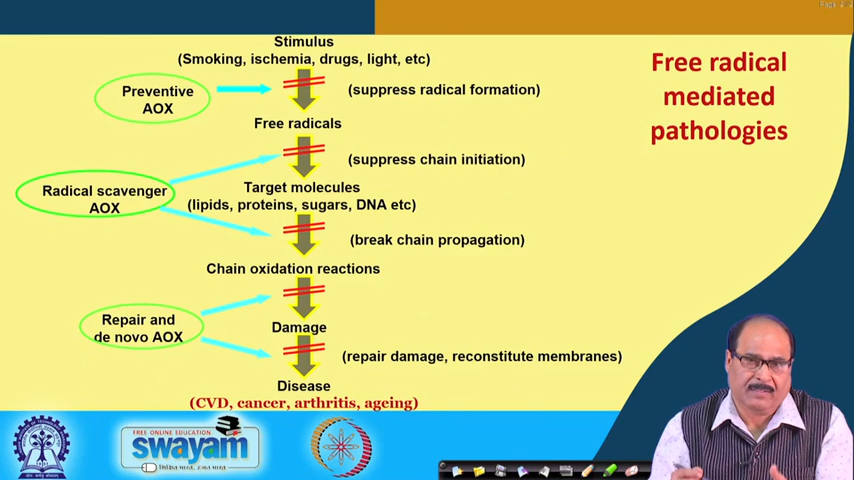 Stimulus
(Smoking, ischemia, drugs, light, etc)
Free radical
mediated
pathologies
Preventive
AOX
(suppress radical formation)
Free radicals
(suppress chain initiation)
Radical scavenger
AOX
Target molecules
(lipids, proteins, sugars, DNA etc)
(break chain propagation)
Chain oxidation reactions
Repair and
de novo AOX
Damage
(repair damage, reconstitute membranes)
Disease
(CVD, cancer, arthritis, ageing)
FREE ONLINE EDUCATION
swayam